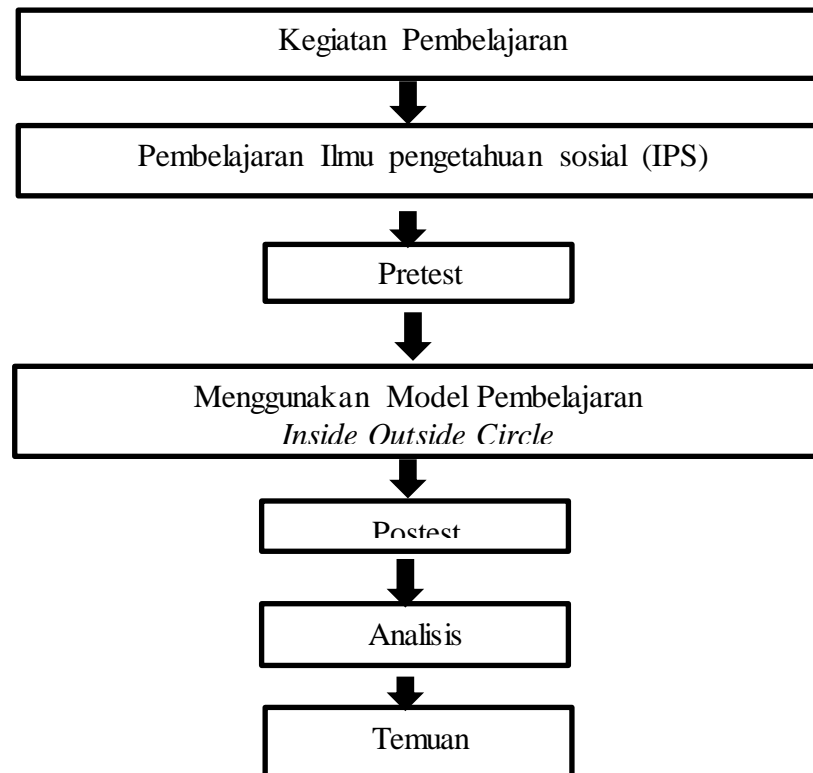 Kegiatan Pembelajaran
Pembelajaran Ilmu pengetahuan sosial (IPS)
Pretest
Menggunakan Model Pembelajaran
Inside Outside Circle
Postest
Analisis
Temuan